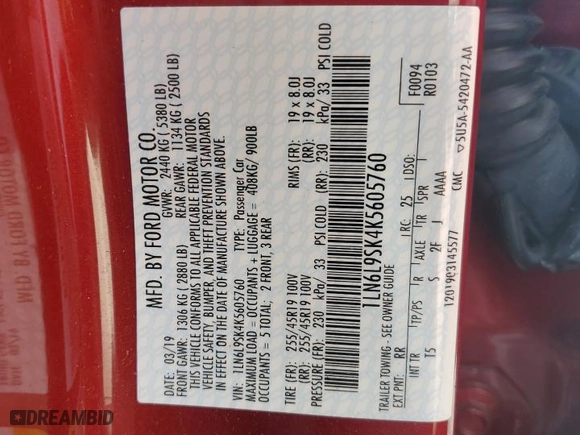 MFD. BY FORD MOTOR CO.
DATE: 03/19 GVWR: 2440 KG ( 5380 LB)
FRONT GAWR: 1306 KG ( 2880 LB) REAR GAWR: 1134 KG ( 2500 LB)
THIS VEHICLE CONFORMS TO ALL APPLICABLE FEDERAL MOTOR
VEHICLE SAFETY, BUMPER, AND THEFT PREVENTION STANDARDS
IN EFFECT ON THE DATE OF MANUFACTURE SHOWN ABOVE.
VIN: 1LN6L9SK4K5605760 TYPE: Passenger Car
MAXIMUM LOAD = OCCUPANTS + LUGGAGE = 408KG/ 900LB
OCCUPANTS = 5 TOTAL; 2 FRONT, 3 REAR
TIRE (FR): 255/45R19 100V RIMS (FR): 19 x 8.0J
(RR): 255/45R19 100V (RR): 19 x 8.0J
PRESSURE (FR): 230 kPa/ 33 PSI COLD (RR): 230 kPa/ 33 PSI COLD
TRAILER TOWING - SEE OWNER GUIDE
1LN6L9SK4K5605760
F0094
R0103
EXT PNT: RR RC: 25 DSO:
INT TR TP/PS R AXLE TR SPR
T5 2F J AAAA
1201903145577 CMC
5U5A-5420472-AA
DREAMBID